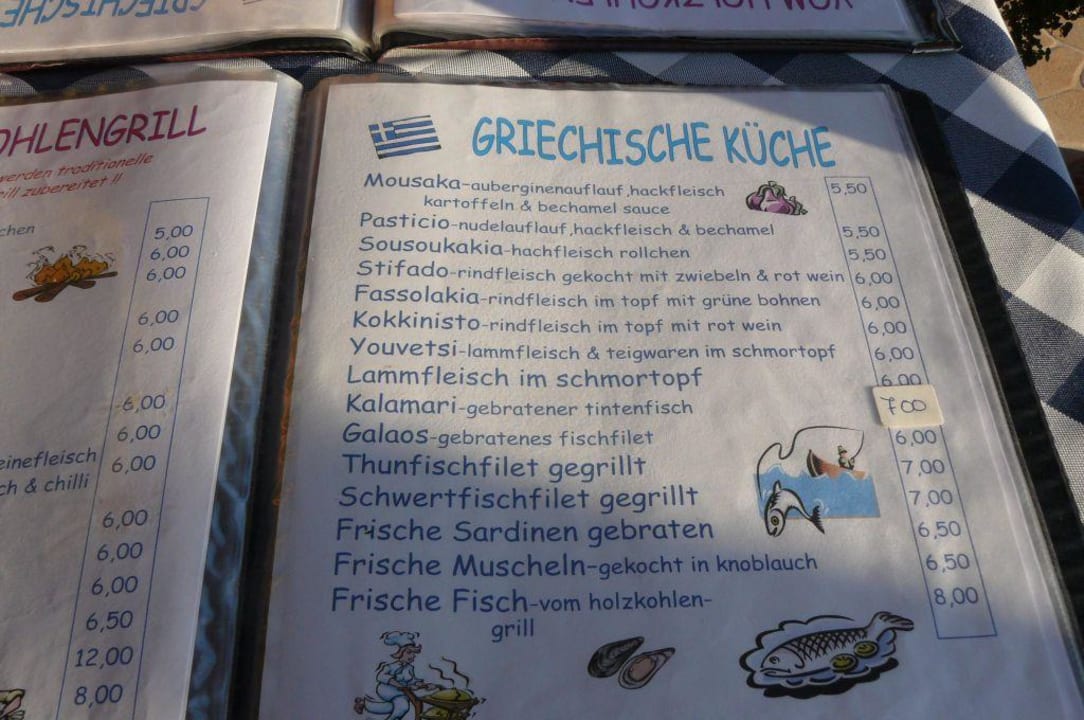 GRIECHISCHE
VOM HOLZKOHLEN
OHLENGRILL
werden traditionelle
rill zubereitet !!
chen
5,00
6,00
6,00
6,00
6,00
6,00
6,00
einefleisch 6,00
ch & chilli
6,00
6,00
6,00
6,50
12,00
8,00
GRIECHISCHE KÜCHE
Mousaka-auberginenauflauf,hackfleisch 5,50
kartoffeln & bechamel sauce
Pasticio-nudelauflauf,hackfleisch & bechamel 5,50
Sousoukakia-hachfleisch rollchen 5,50
Stifado-rindfleisch gekocht mit zwiebeln & rot wein 6,00
Fassolakia-rindfleisch im topf mit grüne bohnen 6,00
Kokkinisto-rindfleisch im topf mit rot wein 6,00
Youvetsi-lammfleisch & teigwaren im schmortopf 6,00
Lammfleisch im schmortopf 6,00
Kalamari-gebratener tintenfisch 700
Galaos-gebratenes fischfilet 6,00
Thunfischfilet gegrillt 7,00
Schwertfischfilet gegrillt 7,00
Frische Sardinen gebraten 6,50
Frische Muscheln-gekocht in knoblauch 6,50
Frische Fisch-vom holzkohlen- 8,00
grill